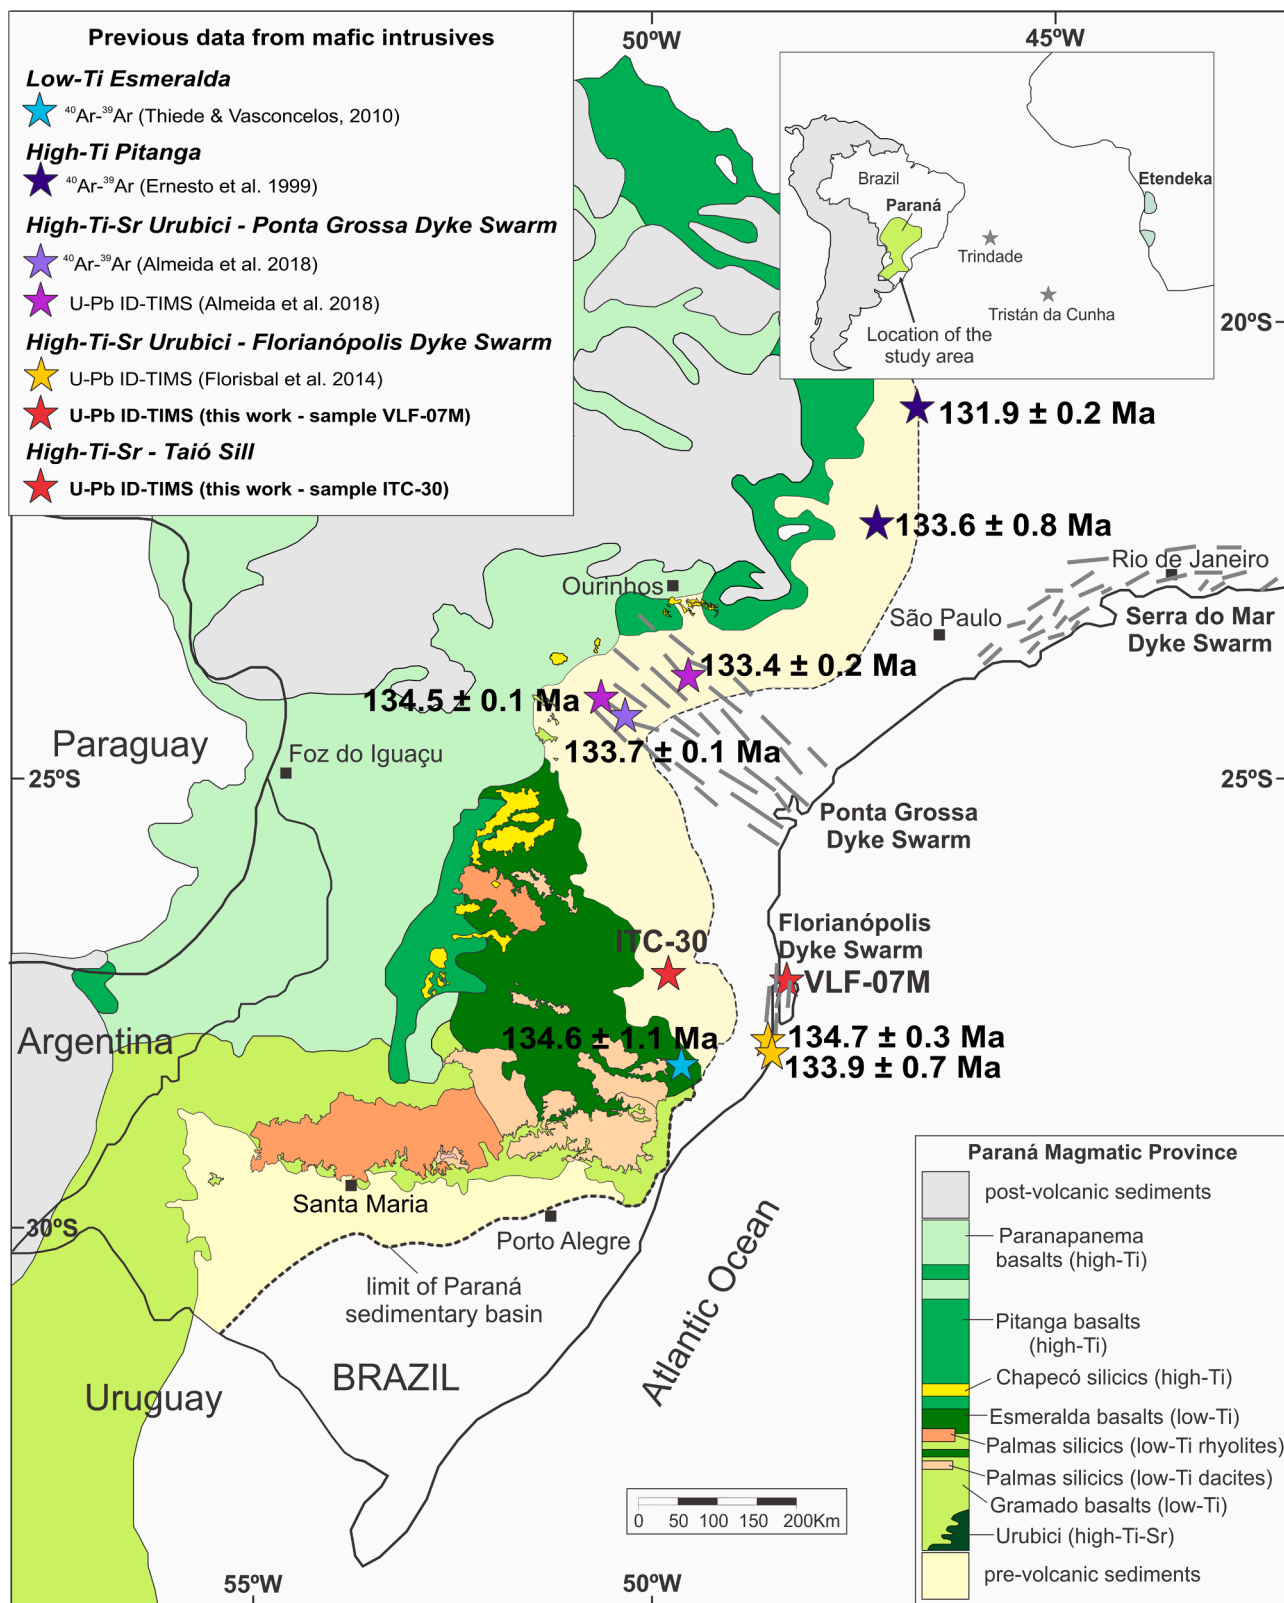 Previous data from mafic intrusives
Low-Ti Esmeralda
40Ar-39Ar (Thiede & Vasconcelos, 2010)
High-Ti Pitanga
40Ar-39Ar (Ernesto et al. 1999)
High-Ti-Sr Urubici - Ponta Grossa Dyke Swarm
40Ar-39Ar (Almeida et al. 2018)
U-Pb ID-TIMS (Almeida et al. 2018)
High-Ti-Sr Urubici - Florianópolis Dyke Swarm
U-Pb ID-TIMS (Florisbal et al. 2014)
U-Pb ID-TIMS (this work - sample VLF-07M)
High-Ti-Sr - Taió Sill
U-Pb ID-TIMS (this work - sample ITC-30)
50ºW
45ºW
Brazil
Paraná
Etendeka
Trindade
Tristán da Cunha
Location of the
study area
20ºS
131.9 ± 0.2 Ma
133.6 ± 0.8 Ma
Rio de Janeiro
Ourinhos
São Paulo
Serra do Mar
Dyke Swarm
133.4 ± 0.2 Ma
134.5 ± 0.1 Ma
133.7 ± 0.1 Ma
Paraguay
Foz do Iguaçu
25ºS
25ºS
Ponta Grossa
Dyke Swarm
Florianópolis
Dyke Swarm
ITC-30
VLF-07M
Argentina
134.6 ± 1.1 Ma
134.7 ± 0.3 Ma
133.9 ± 0.7 Ma
Santa Maria
30ºS
Porto Alegre
limit of Paraná
sedimentary basin
Atlantic Ocean
BRAZIL
Uruguay
0 50 100 150 200Km
55ºW
50ºW
Paraná Magmatic Province
post-volcanic sediments
Paranapanema
basalts (high-Ti)
Pitanga basalts
(high-Ti)
Chapecó silicics (high-Ti)
Esmeralda basalts (low-Ti)
Palmas silicics (low-Ti rhyolites)
Palmas silicics (low-Ti dacites)
Gramado basalts (low-Ti)
Urubici (high-Ti-Sr)
pre-volcanic sediments